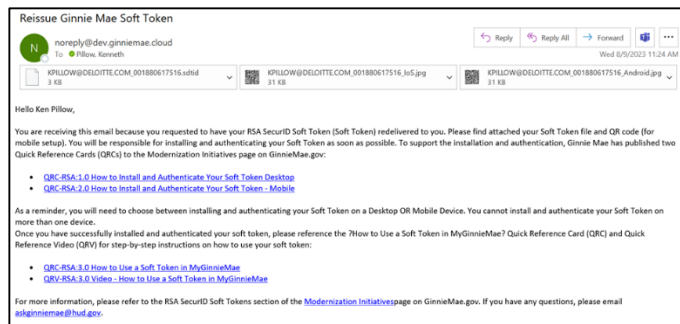 Reissue Ginnie Mae Soft Token
N
noreply@dev.ginniemae.cloud
To Pillow, Kenneth
Reply
Reply All
Forward
Wed 8/9/2023 11:24 AM
KPILLOW@DELOITTE.COM_001880617516.sdtid
3 KB
KPILLOW@DELOITTE.COM_001880617516_IoS.jpg
31 KB
KPILLOW@DELOITTE.COM_001880617516_Android.jpg
31 KB
Hello Ken Pillow,
You are receiving this email because you requested to have your RSA SecurID Soft Token (Soft Token) redelivered to you. Please find attached your Soft Token file and QR code (for
mobile setup). You will be responsible for installing and authenticating your Soft Token as soon as possible. To support the installation and authentication, Ginnie Mae has published two
Quick Reference Cards (QRCs) to the Modernization Initiatives page on GinnieMae.gov:
• QRC-RSA:1.0 How to Install and Authenticate Your Soft Token Desktop
• QRC-RSA:2.0 How to Install and Authenticate Your Soft Token - Mobile
As a reminder, you will need to choose between installing and authenticating your Soft Token on a Desktop OR Mobile Device. You cannot install and authenticate your Soft Token on
more than one device.
Once you have successfully installed and authenticated your soft token, please reference the ?How to Use a Soft Token in MyGinnieMae? Quick Reference Card (QRC) and Quick
Reference Video (QRV) for step-by-step instructions on how to use your soft token:
• QRC-RSA:3.0 How to Use a Soft Token in MyGinnieMae
• QRV-RSA:3.0 Video - How to Use a Soft Token in MyGinnieMae
For more information, please refer to the RSA SecurID Soft Tokens section of the Modernization Initiativespage on GinnieMae.gov. If you have any questions, please email
askginniemae@hud.gov.